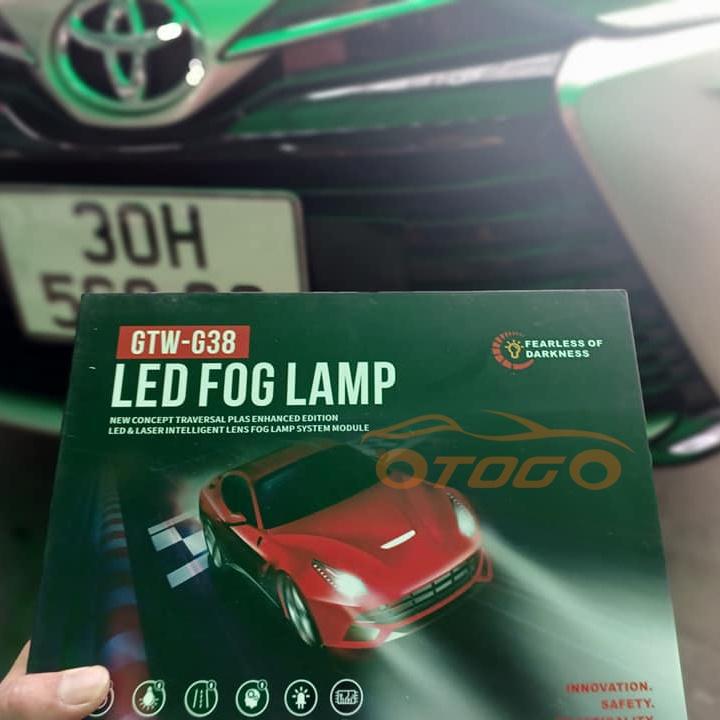 30H
GTW-G38
FEARLESS OF
DARKNESS
LED FOG LAMP
NEW CONCEPT TRAVERSAL PLAS ENHANCED EDITION
LED & LASER INTELLIGENT LENS FOG LAMP SYSTEM MODULE
OTOGO
INNOVATION.
SAFETY.